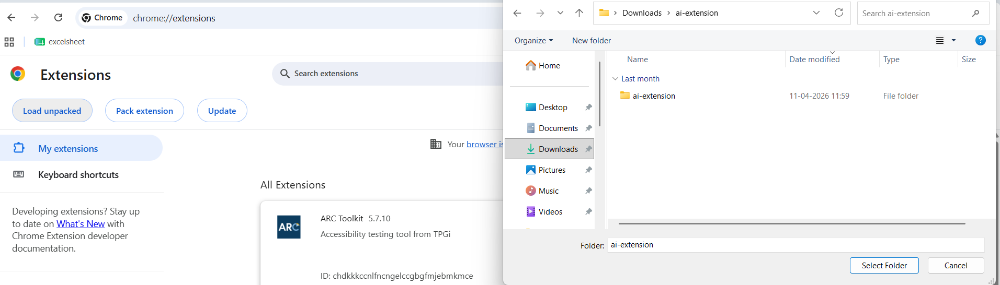 Chrome
chrome://extensions
excelsheet
Extensions
Search extensions
Load unpacked
Pack extension
Update
My extensions
Keyboard shortcuts
Developing extensions? Stay up
to date on What's New with
Chrome Extension developer
documentation.
Your browser is
All Extensions
ARC
ARC Toolkit 5.7.10
Accessibility testing tool from TPGi
ID: chdkkkccnlfncngelccgbgfmjebmkmce
Downloads > ai-extension
Search ai-extension
Organize
New folder
?
Home
Desktop
Documents
Downloads
Pictures
Music
Videos
Name Date modified Type Size
Last month
ai-extension 11-04-2026 11:59 File folder
Folder: ai-extension
Select Folder
Cancel